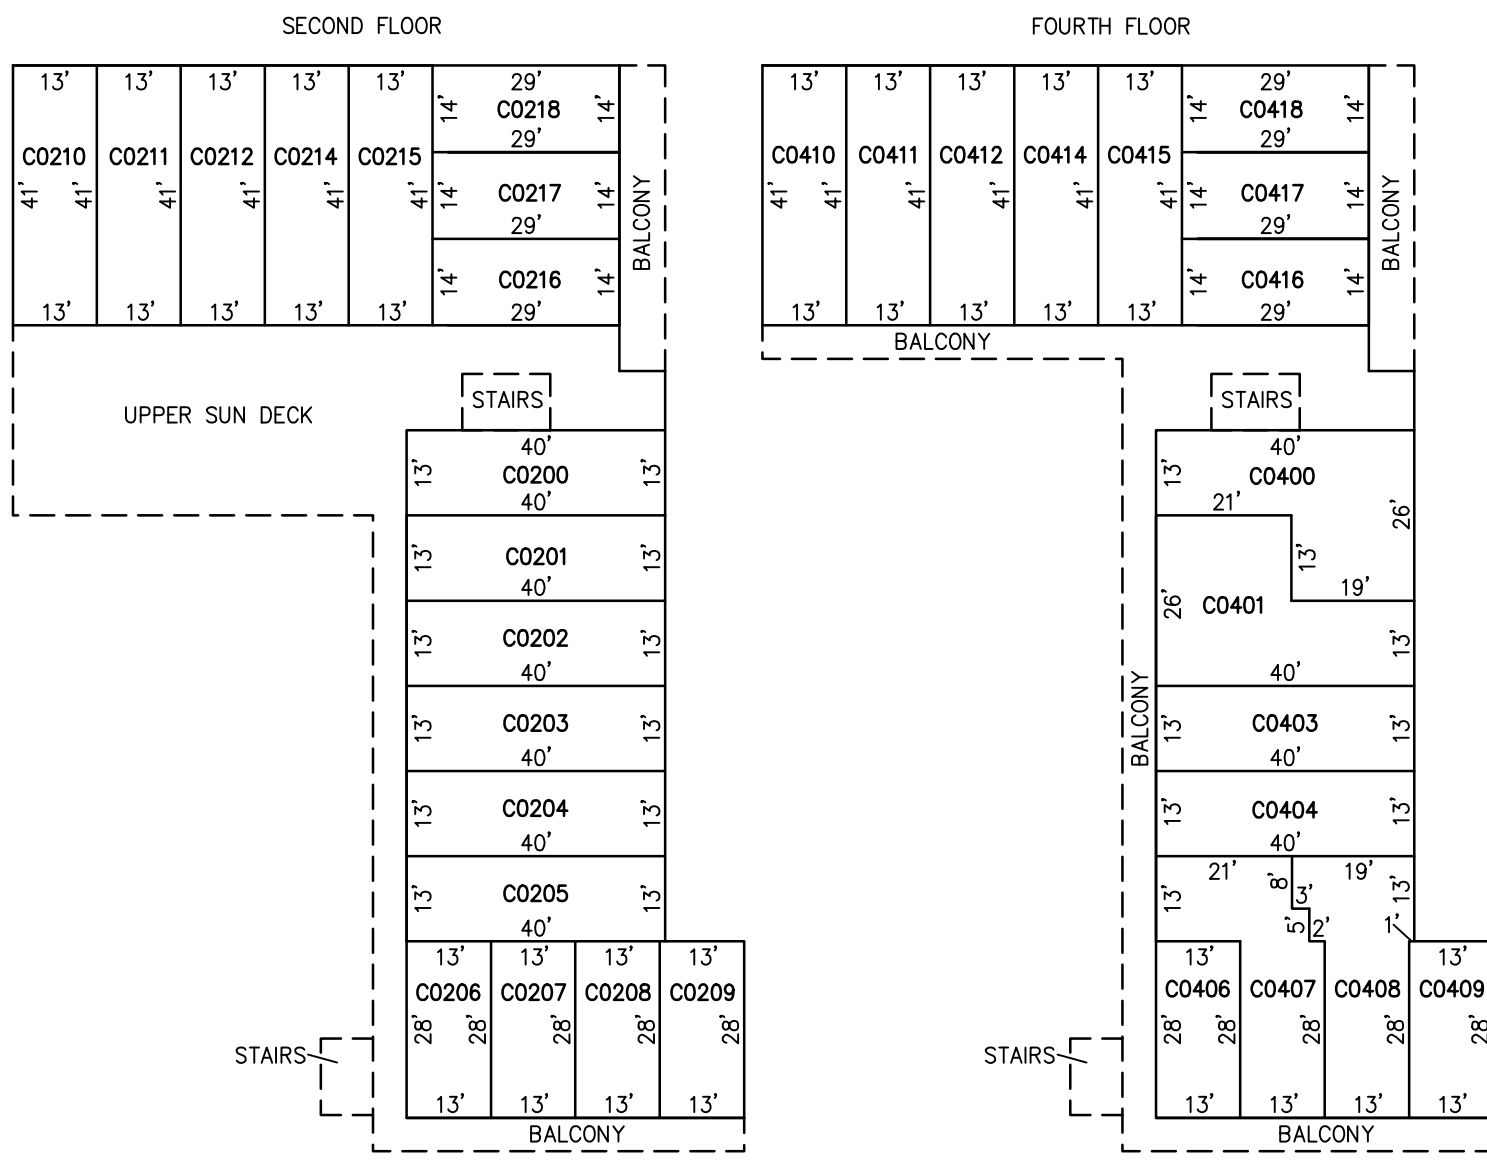 SECOND FLOOR
13' 13' 13' 13' 13' 29'
14' C0218 14'
29'
C0210 C0211 C0212 C0214 C0215
41' 41' 41' 41' 41' 41' 14' C0217 14'
29'
BALCONY
14' C0216 14'
13' 13' 13' 13' 13' 29'
UPPER SUN DECK
STAIRS
40'
13' C0200 13'
40'
13' C0201 13'
40'
13' C0202 13'
40'
13' C0203 13'
40'
13' C0204 13'
40'
13' C0205 13'
40'
13' 13' 13' 13'
C0206 C0207 C0208 C0209
28' 28' 28' 28' 28'
STAIRS
13' 13' 13' 13'
BALCONY
FOURTH FLOOR
13' 13' 13' 13' 13' 29'
14' C0418 14'
29'
C0410 C0411 C0412 C0414 C0415
41' 41' 41' 41' 41' 41' 14' C0417 14'
29'
BALCONY
14' C0416 14'
13' 13' 13' 13' 13' 29'
BALCONY
STAIRS
40'
13' C0400
21' 26'
13'
19'
26' C0401
13'
40'
BALCONY
13' C0403 13'
40'
13' C0404 13'
40'
21' 8' 19'
13' 3' 13'
5' 2' 1'
13' 13'
C0406 C0407 C0408 C0409
28' 28' 28' 28' 28'
STAIRS
13' 13' 13' 13'
BALCONY